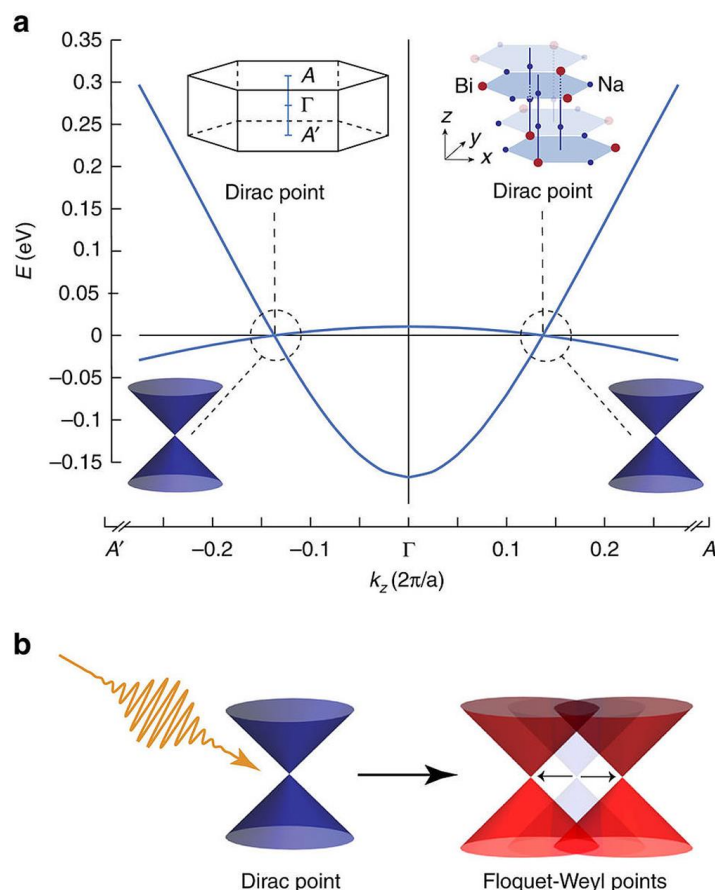 a
0.35
0.3
0.25
0.2
0.15
0.1
0.05
0
−0.05
−0.1
−0.15
E (eV)
A
Γ
A′
Bi
Na
z
y
x
Dirac point
Dirac point
A′
−0.2
−0.1
Γ
0.1
0.2
A
k_z (2π/a)
b
Dirac point
Floquet-Weyl points